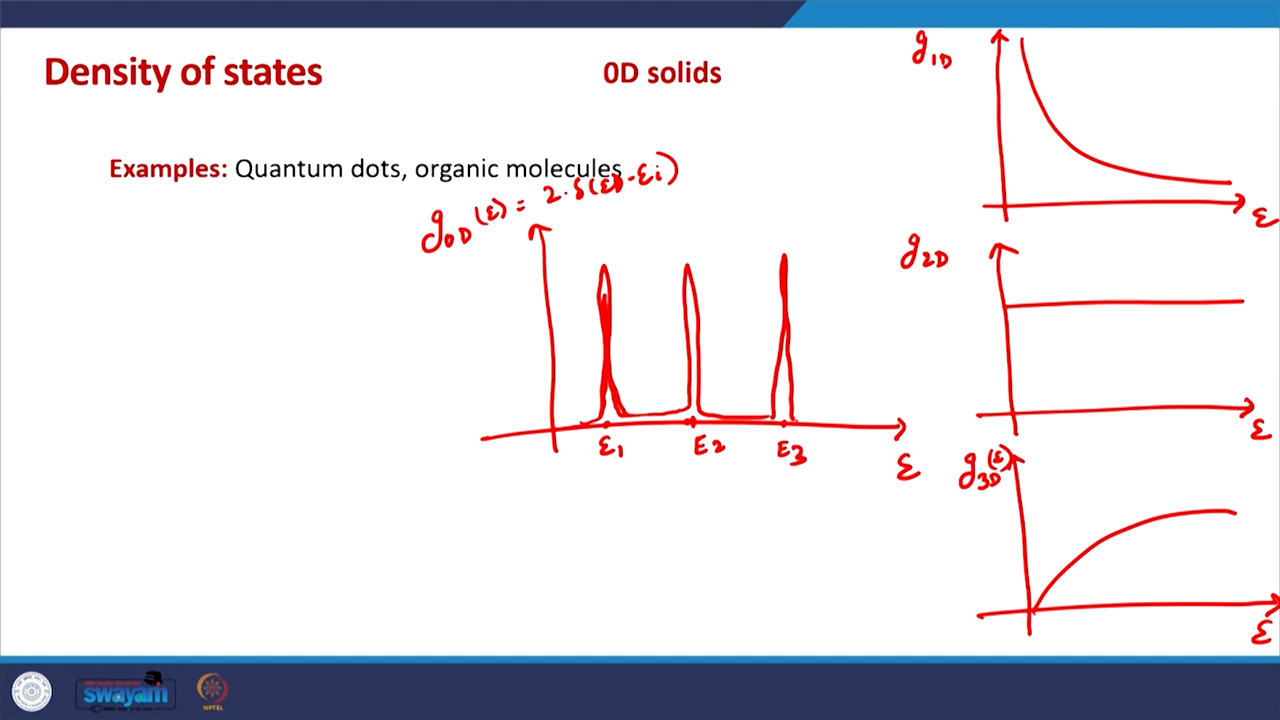 Density of states
0D solids
Examples: Quantum dots, organic molecules
g0D(ε) = 2·δ(ε-εi)
ε1
ε2
ε3
ε
g1D
ε
g2D
ε
g3D(ε)
ε
swayam
NPTEL